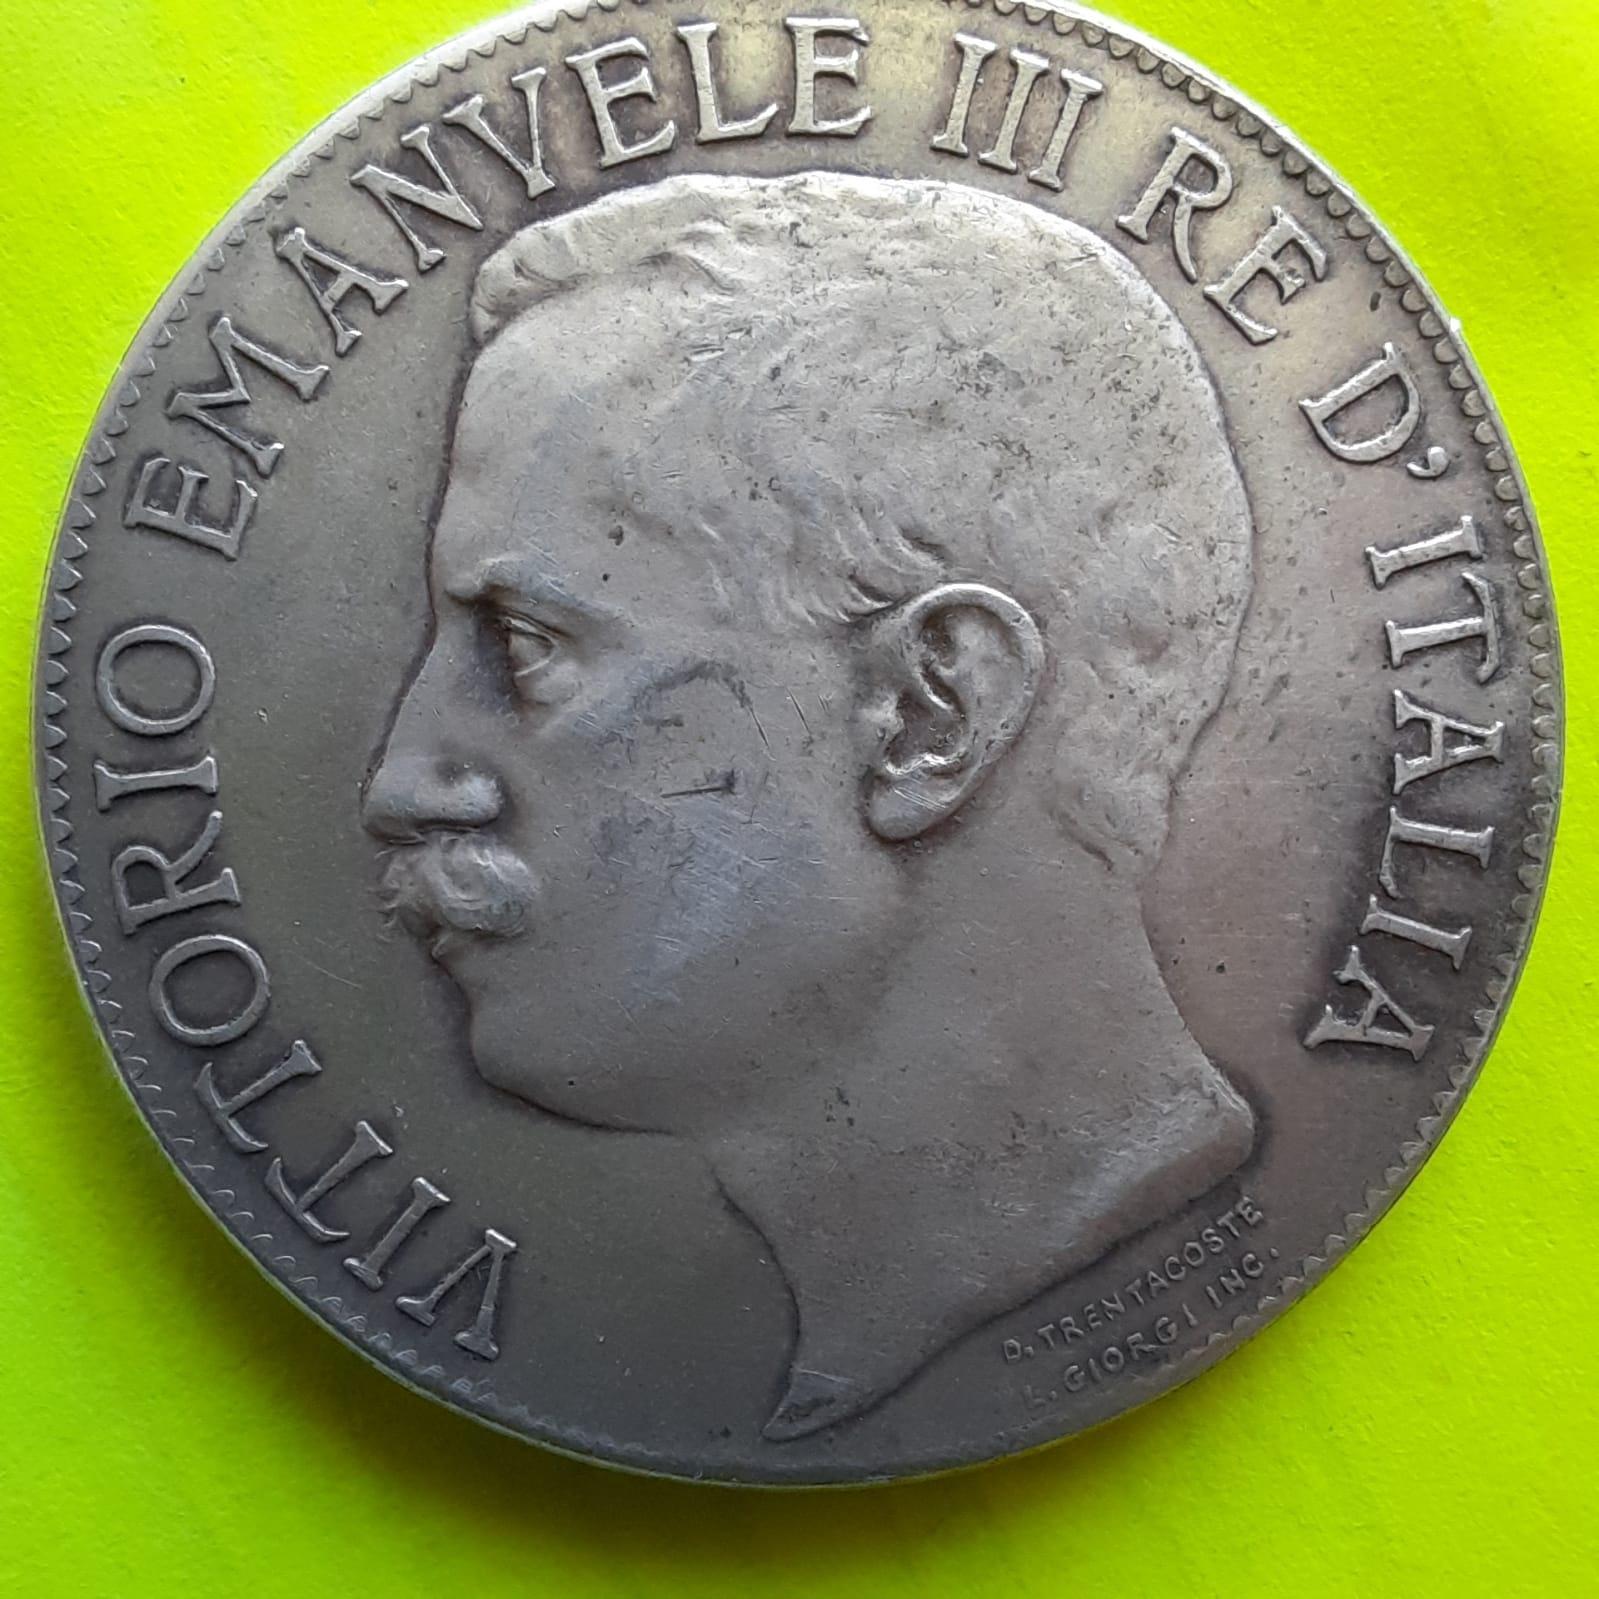 VITTORIO EMANVELE III RE D'ITALIA
D. TRENTACOSTE
L. GIORGI INC.